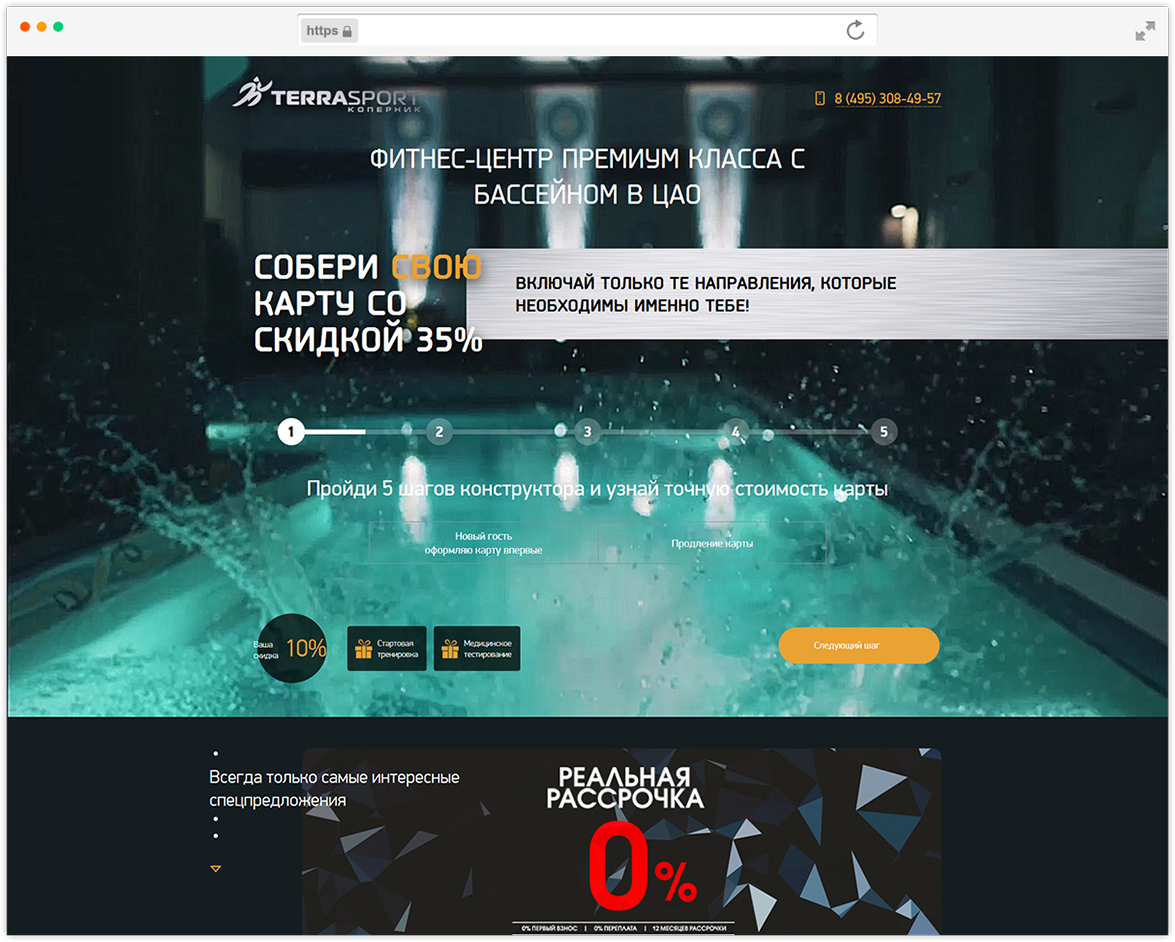 https
TERRASPORT
КОПЕРНИК
8 (495) 308-49-57
ФИТНЕС-ЦЕНТР ПРЕМИУМ КЛАССА С
БАССЕЙНОМ В ЦАО
СОБЕРИ СВОЮ
КАРТУ СО
СКИДКОЙ 35%
ВКЛЮЧАЙ ТОЛЬКО ТЕ НАПРАВЛЕНИЯ, КОТОРЫЕ
НЕОБХОДИМЫ ИМЕННО ТЕБЕ!
1 2 3 4 5
Пройди 5 шагов конструктора и узнай точную стоимость карты
Новый гость
оформляю карту впервые
Продление карты
Ваша
скидка
10%
Стартовая
тренировка
Медицинское
тестирование
Следующий шаг
Всегда только самые интересные
спецпредложения
РЕАЛЬНАЯ
РАССРОЧКА
0%
0% ПЕРВЫЙ ВЗНОС | 0% ПЕРЕПЛАТА | 12 МЕСЯЦЕВ РАССРОЧКИ